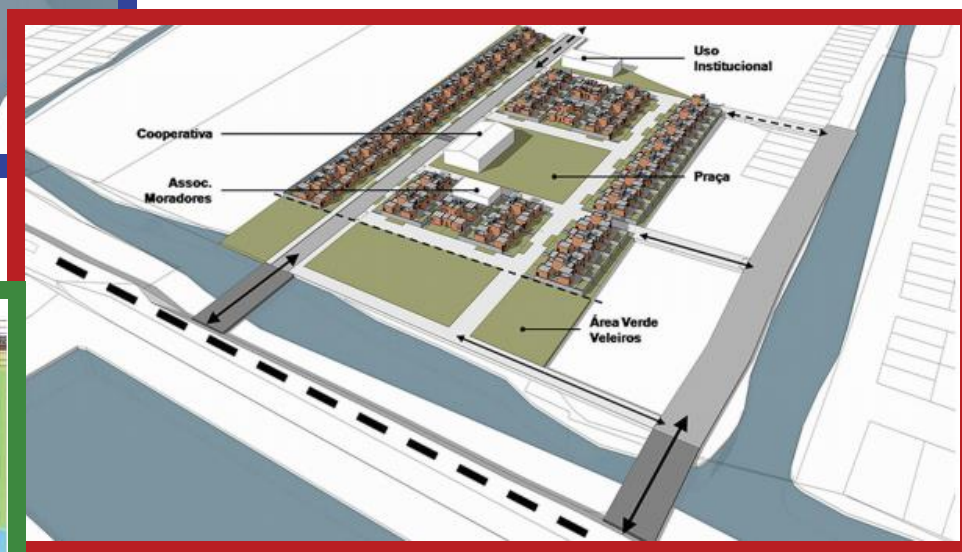 Uso
Institucional
Cooperativa
Assoc.
Moradores
Praça
Área Verde
Veleiros